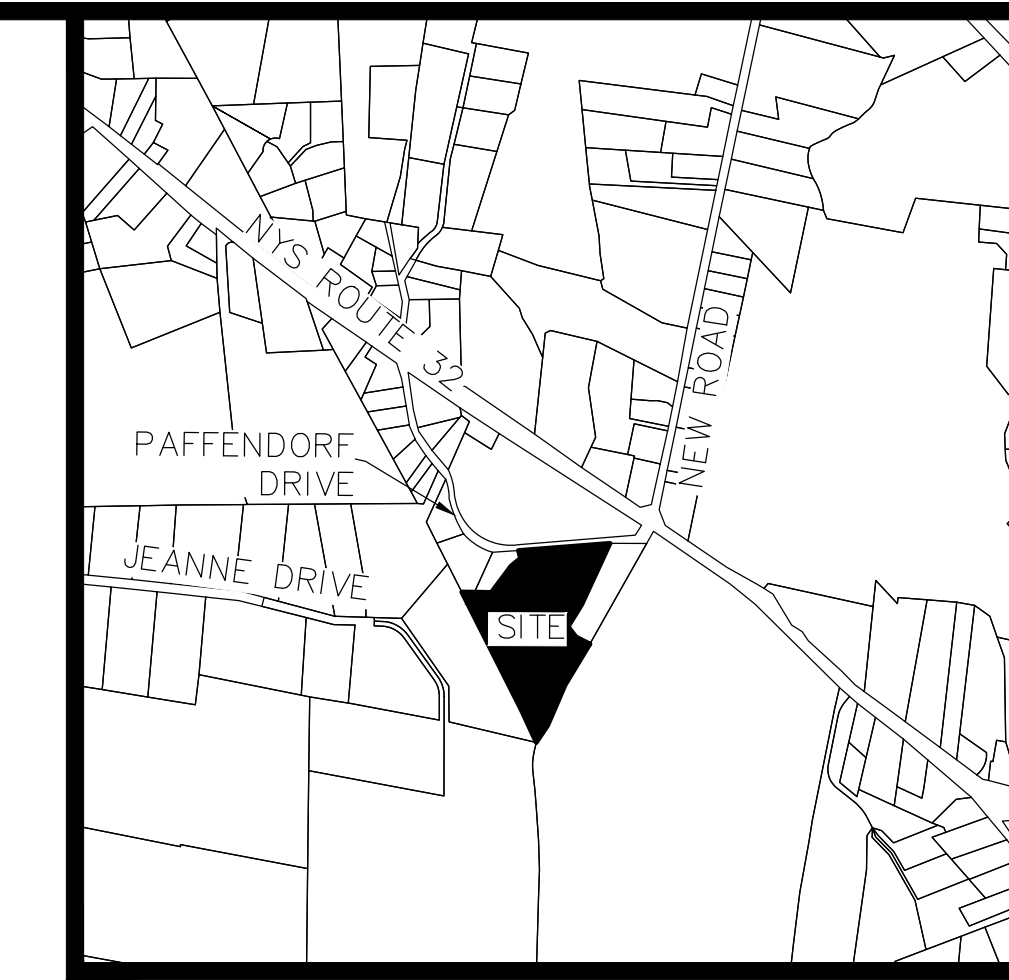 NYS ROUTE 32
NEW ROAD
PAFFENDORF
DRIVE
JEANNE DRIVE
SITE